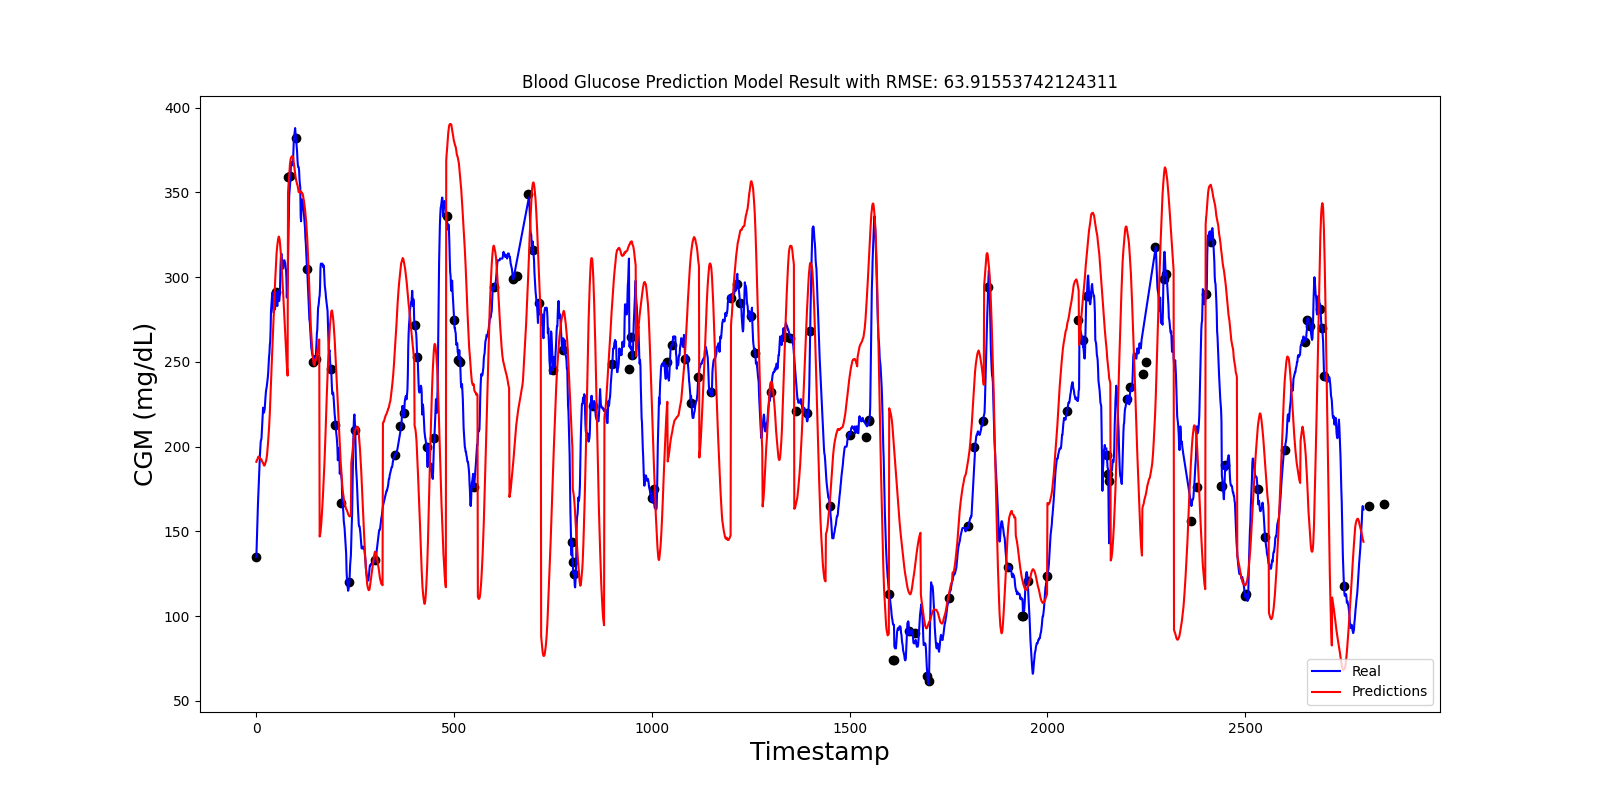 Blood Glucose Prediction Model Result with RMSE: 63.91553742124311
400
350
300
250
200
150
100
50
CGM (mg/dL)
0
500
1000
1500
2000
2500
Timestamp
Real
Predictions